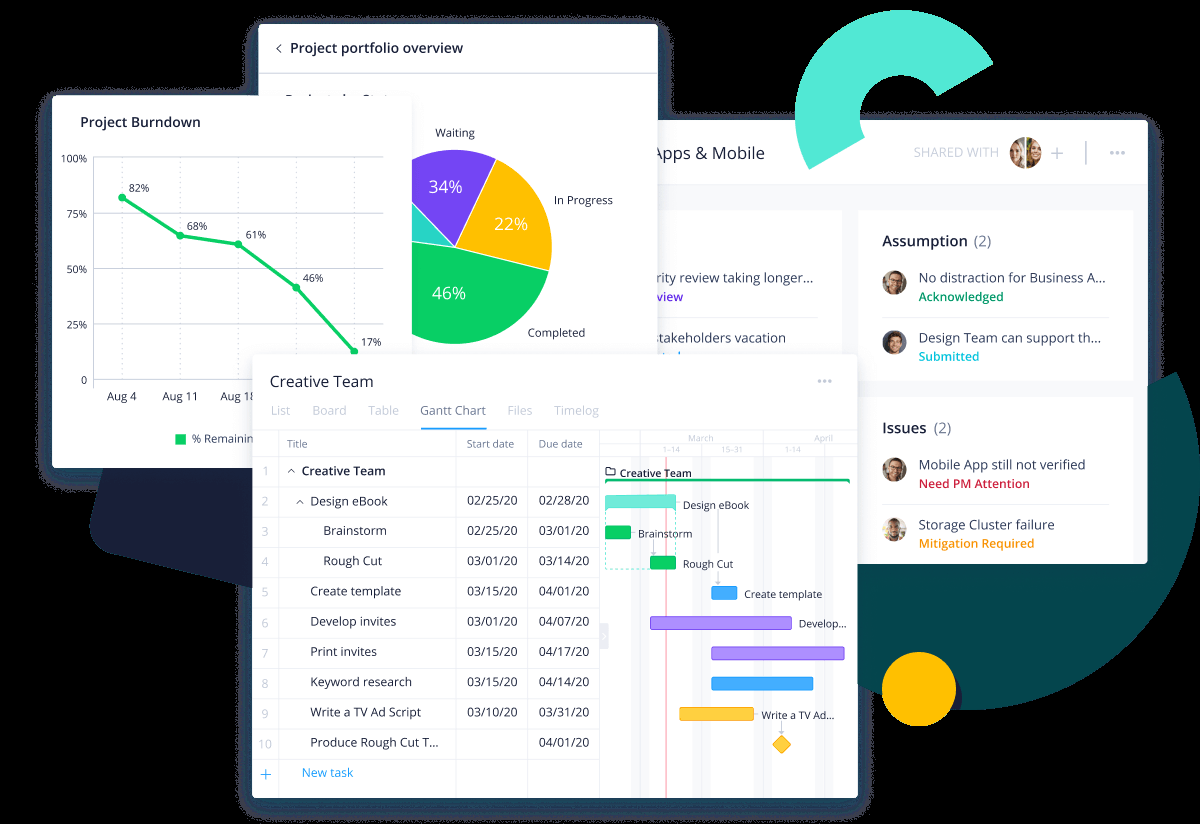 Project portfolio overview
Project Burndown
100%
75%
50%
25%
0
82%
68%
61%
46%
17%
Aug 4
Aug 11
Aug 18
% Remainin
Waiting
34%
In Progress
22%
46%
Completed
Apps & Mobile
SHARED WITH
rity review taking longer...
view
stakeholders vacation
Assumption (2)
No distraction for Business A...
Acknowledged
Design Team can support th...
Submitted
Issues (2)
Mobile App still not verified
Need PM Attention
Storage Cluster failure
Mitigation Required
Creative Team
List Board Table Gantt Chart Files Timelog
Title Start date Due date
March April
1-14 15-31 1-14
1 Creative Team
2 Design eBook 02/25/20 02/28/20
3 Brainstorm 02/25/20 03/01/20
4 Rough Cut 03/01/20 03/14/20
5 Create template 03/15/20 04/01/20
6 Develop invites 03/01/20 04/07/20
7 Print invites 03/15/20 04/17/20
8 Keyword research 03/15/20 04/14/20
9 Write a TV Ad Script 03/10/20 03/31/20
10 Produce Rough Cut T... 04/01/20
New task
Creative Team
Design eBook
Brainstorm
Rough Cut
Create template
Develop...
Write a TV Ad...